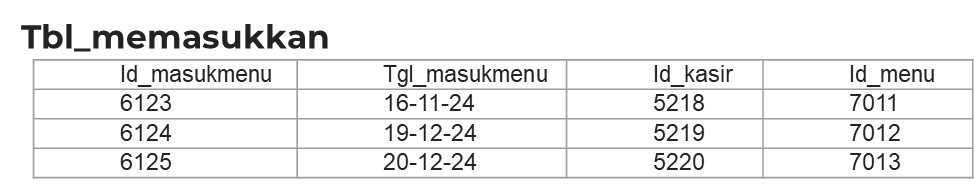 Tbl_memasukkan
Id_masukmenu Tgl_masukmenu Id_kasir Id_menu
6123 16-11-24 5218 7011
6124 19-12-24 5219 7012
6125 20-12-24 5220 7013